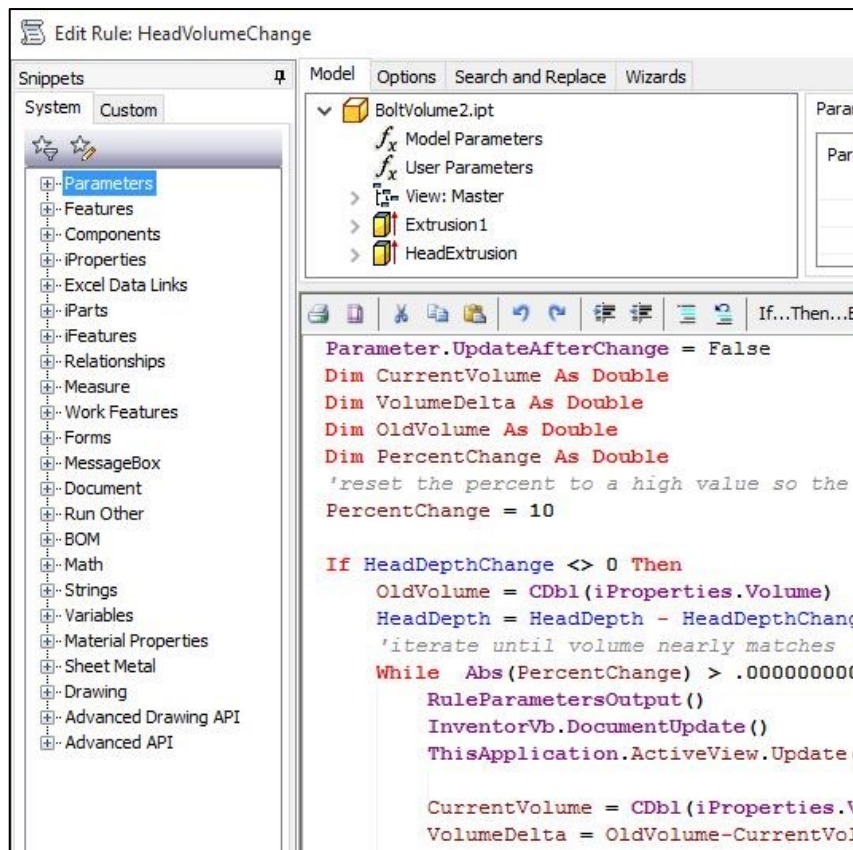 Edit Rule: HeadVolumeChange
Snippets
System Custom
Parameters
Features
Components
iProperties
Excel Data Links
iParts
iFeatures
Relationships
Measure
Work Features
Forms
MessageBox
Document
Run Other
BOM
Math
Strings
Variables
Material Properties
Sheet Metal
Drawing
Advanced Drawing API
Advanced API
Model Options Search and Replace Wizards
BoltVolume2.ipt
fx Model Parameters
fx User Parameters
View: Master
Extrusion1
HeadExtrusion
Para
Par
If...Then...E
Parameter.UpdateAfterChange = False
Dim CurrentVolume As Double
Dim VolumeDelta As Double
Dim OldVolume As Double
Dim PercentChange As Double
'reset the percent to a high value so the
PercentChange = 10
If HeadDepthChange <> 0 Then
OldVolume = CDbl(iProperties.Volume)
HeadDepth = HeadDepth - HeadDepthChang
'iterate until volume nearly matches
While Abs(PercentChange) > .0000000000
RuleParametersOutput()
InventorVb.DocumentUpdate()
ThisApplication.ActiveView.Update
CurrentVolume = CDbl(iProperties.V
VolumeDelta = OldVolume-CurrentVol